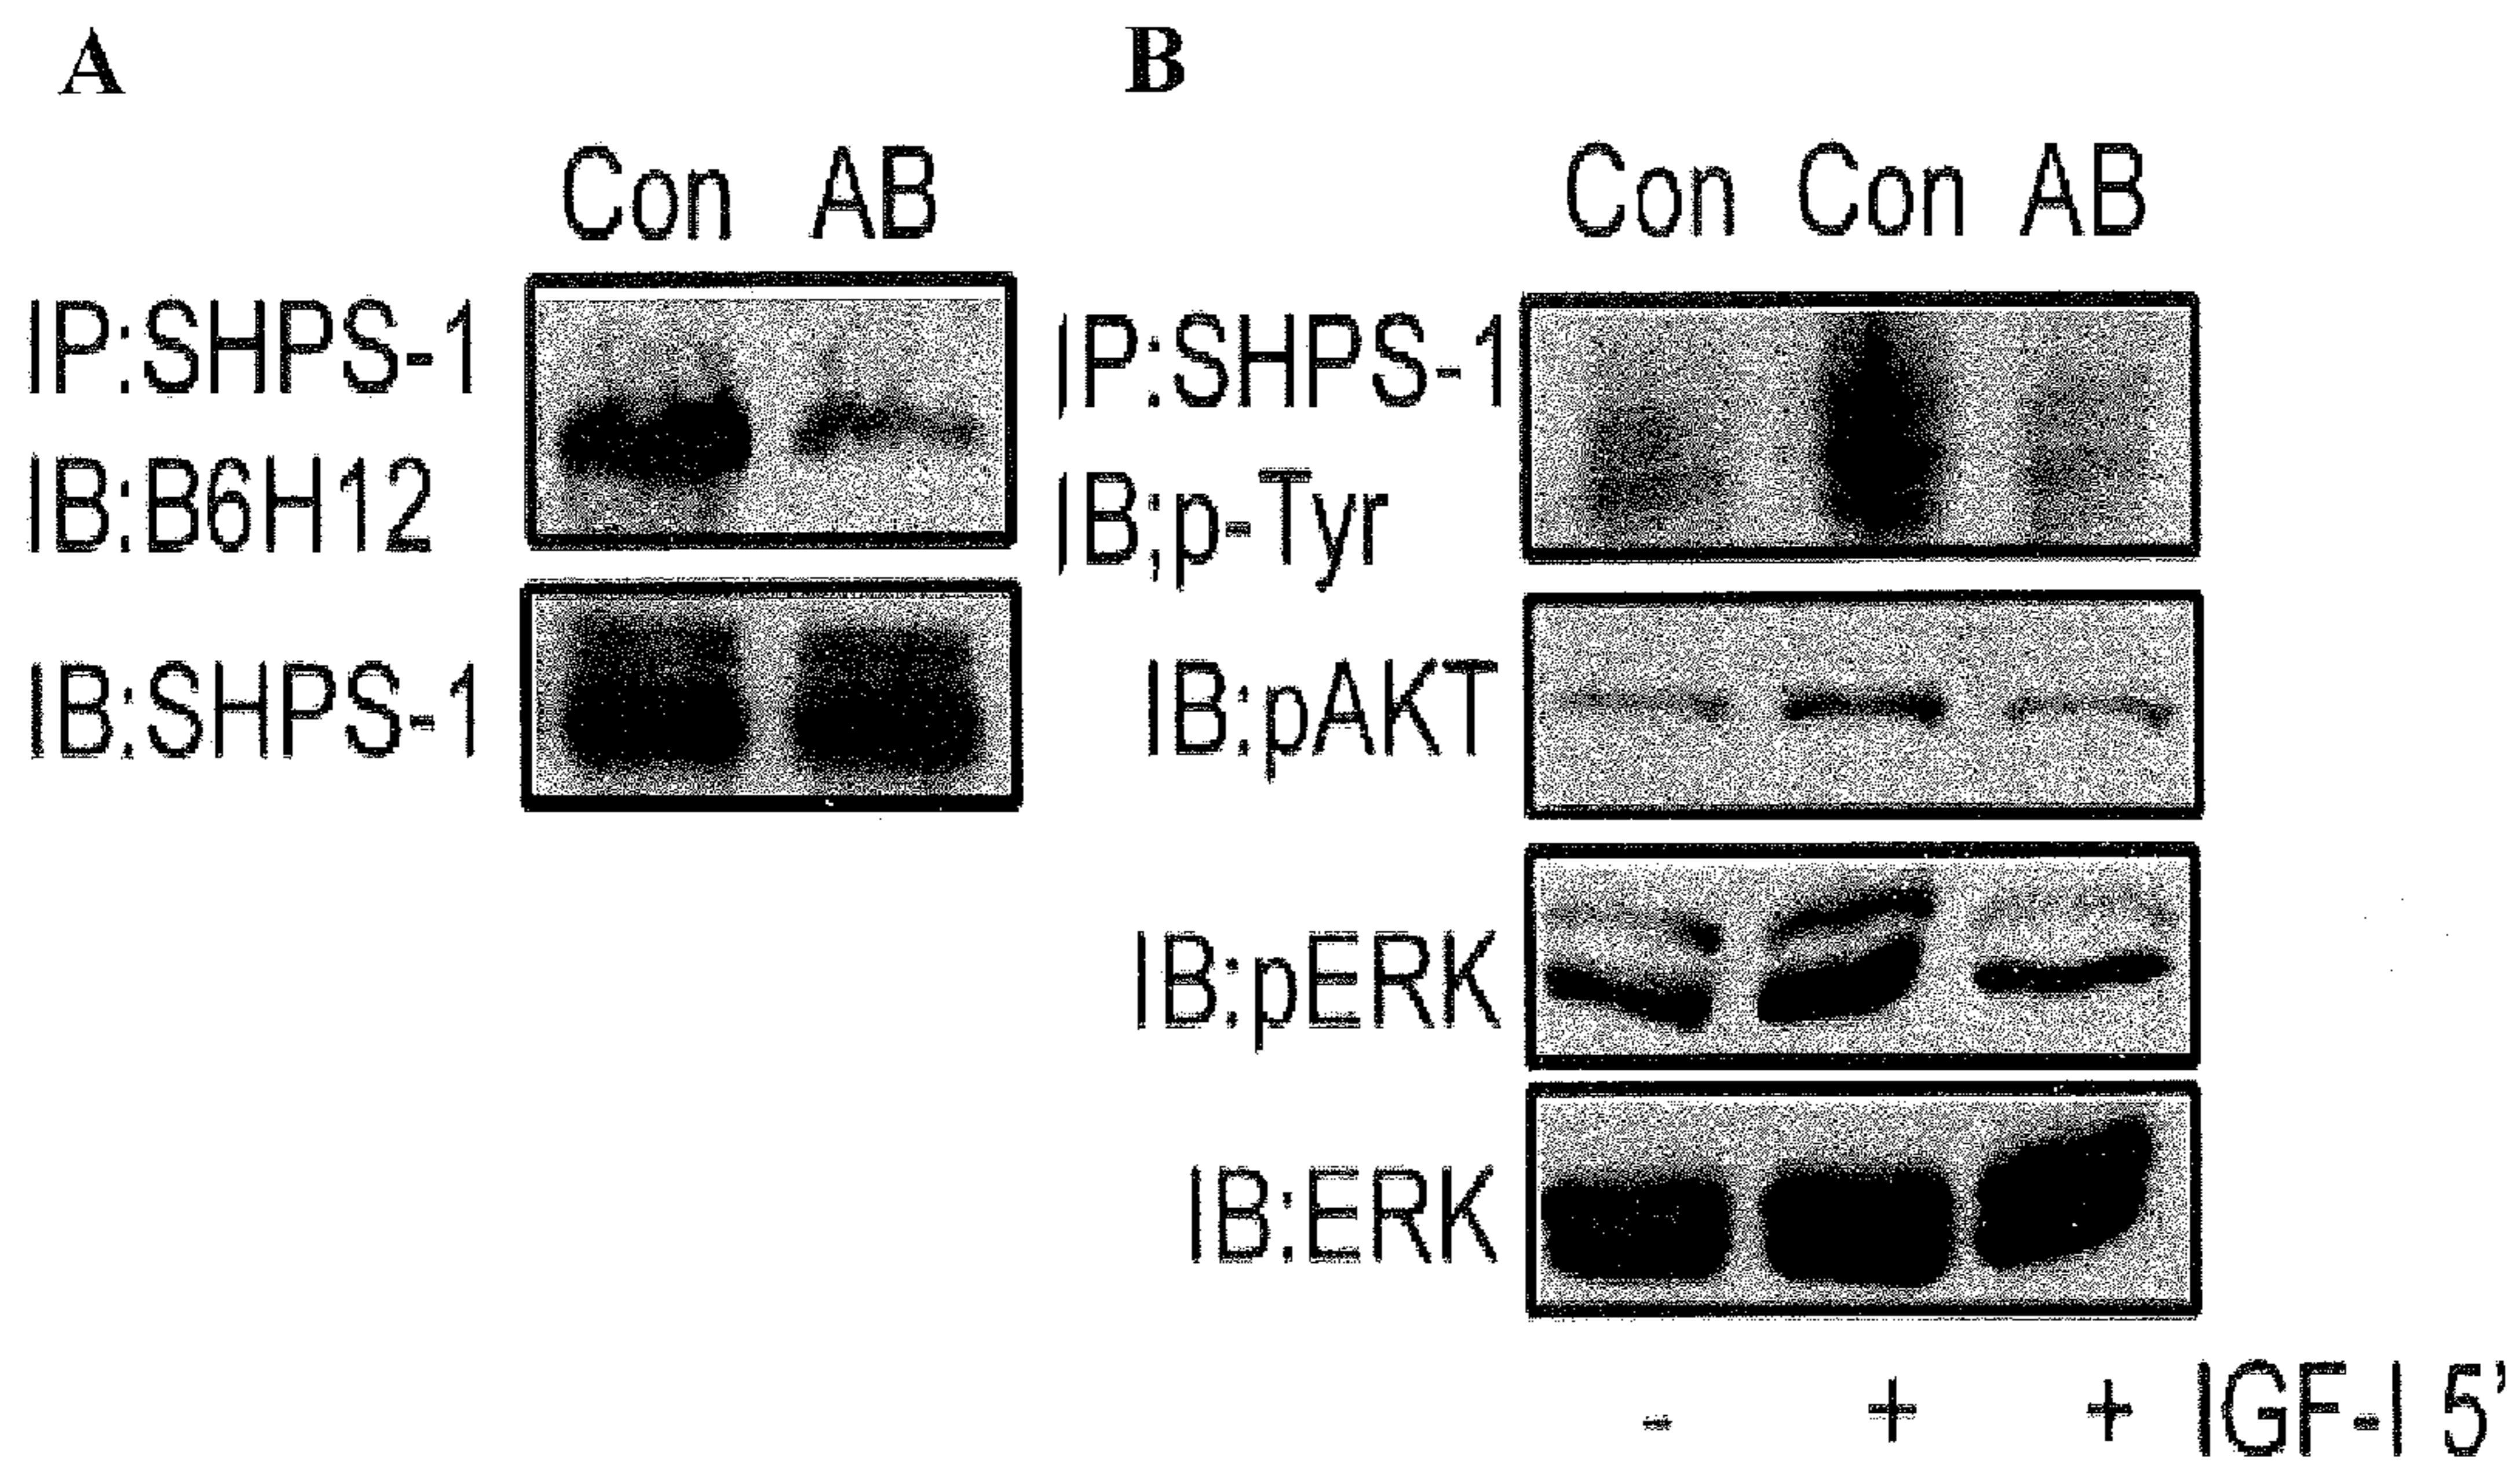 A
Con AB
IP:SHPS-1
IB:B6H12
IB:SHPS-1
B
Con Con AB
IP:SHPS-1
IB;p-Tyr
IB:pAKT
IB:pERK
IB:ERK
- + + IGF-I 5'